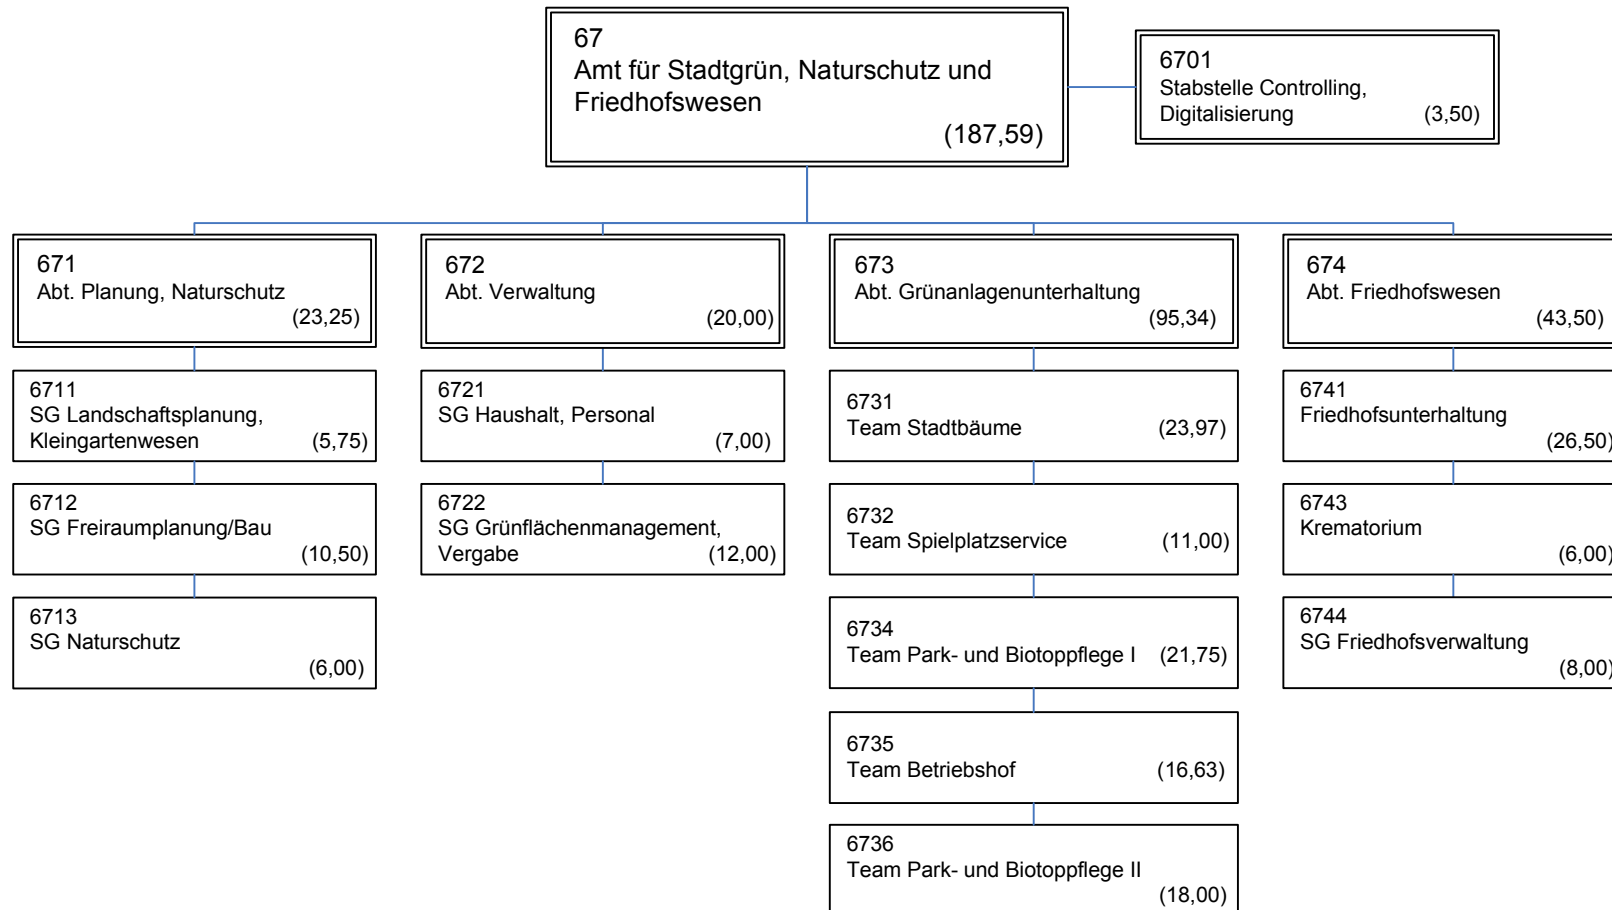 67
Amt für Stadtgrün, Naturschutz und
Friedhofswesen
(187,59)
6701
Stabstelle Controlling,
Digitalisierung (3,50)
671
Abt. Planung, Naturschutz
(23,25)
6711
SG Landschaftsplanung,
Kleingartenwesen (5,75)
6712
SG Freiraumplanung/Bau
(10,50)
6713
SG Naturschutz
(6,00)
672
Abt. Verwaltung
(20,00)
6721
SG Haushalt, Personal
(7,00)
6722
SG Grünflächenmanagement,
Vergabe (12,00)
673
Abt. Grünanlagenunterhaltung
(95,34)
6731
Team Stadtbäume (23,97)
6732
Team Spielplatzservice (11,00)
6734
Team Park- und Biotoppflege I (21,75)
6735
Team Betriebshof (16,63)
6736
Team Park- und Biotoppflege II
(18,00)
674
Abt. Friedhofswesen
(43,50)
6741
Friedhofsunterhaltung
(26,50)
6743
Krematorium
(6,00)
6744
SG Friedhofsverwaltung
(8,00)